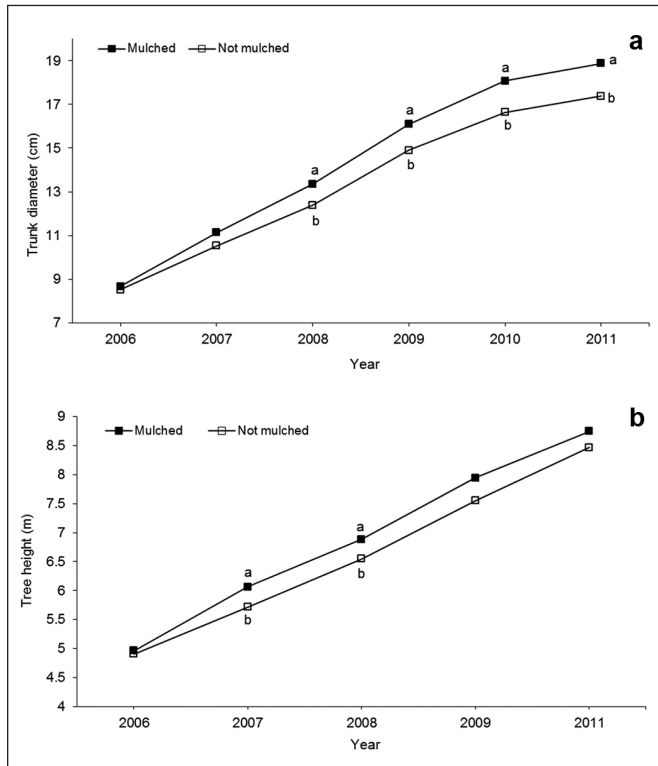 a
Mulched Not mulched
19
17
15
13
11
9
7
Trunk diameter (cm)
a
a
a
a
b
b
b
b
2006 2007 2008 2009 2010 2011
Year
b
Mulched Not mulched
9
8.5
8
7.5
7
6.5
6
5.5
5
4.5
4
Tree height (m)
a
a
b
b
2006 2007 2008 2009 2011
Year